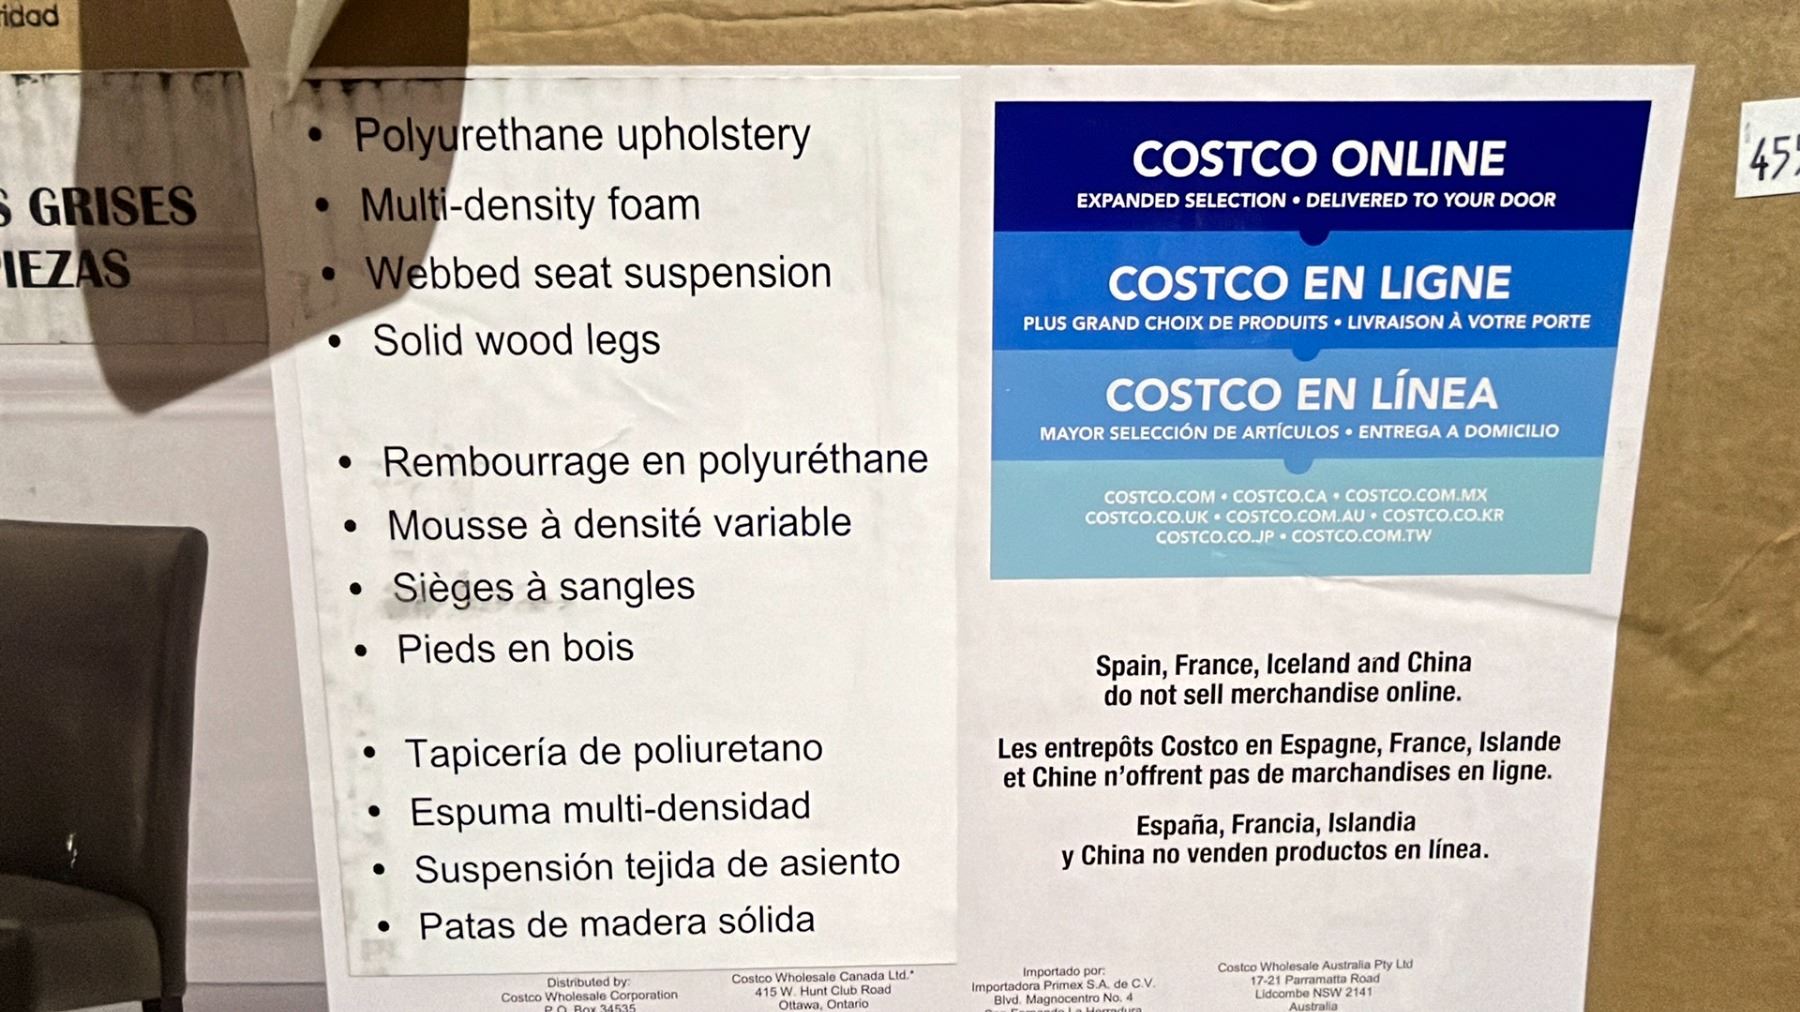 GRISES
• Polyurethane upholstery
• Multi-density foam
• Webbed seat suspension
• Solid wood legs
• Rembourrage en polyuréthane
• Mousse à densité variable
• Sièges à sangles
• Pieds en bois
• Tapicería de poliuretano
• Espuma multi-densidad
• Suspensión tejida de asiento
• Patas de madera sólida
COSTCO ONLINE
EXPANDED SELECTION • DELIVERED TO YOUR DOOR
COSTCO EN LIGNE
PLUS GRAND CHOIX DE PRODUITS • LIVRAISON À VOTRE PORTE
COSTCO EN LÍNEA
MAYOR SELECCIÓN DE ARTÍCULOS • ENTREGA A DOMICILIO
COSTCO.COM • COSTCO.CA • COSTCO.COM.MX
COSTCO.CO.UK • COSTCO.COM.AU • COSTCO.CO.KR
COSTCO.CO.JP • COSTCO.COM.TW
Spain, France, Iceland and China
do not sell merchandise online.
Les entrepôts Costco en Espagne, France, Islande
et Chine n'offrent pas de marchandises en ligne.
España, Francia, Islandia
y China no venden productos en línea.
Distributed by:
Costco Wholesale Corporation
P.O. Box 34535
Costco Wholesale Canada Ltd.*
415 W. Hunt Club Road
Ottawa, Ontario
Importado por:
Importadora Primex S.A. de C.V.
Blvd. Magnocentro No. 4
Costco Wholesale Australia Pty Ltd
17-21 Parramatta Road
Lidcombe NSW 2141
Australia